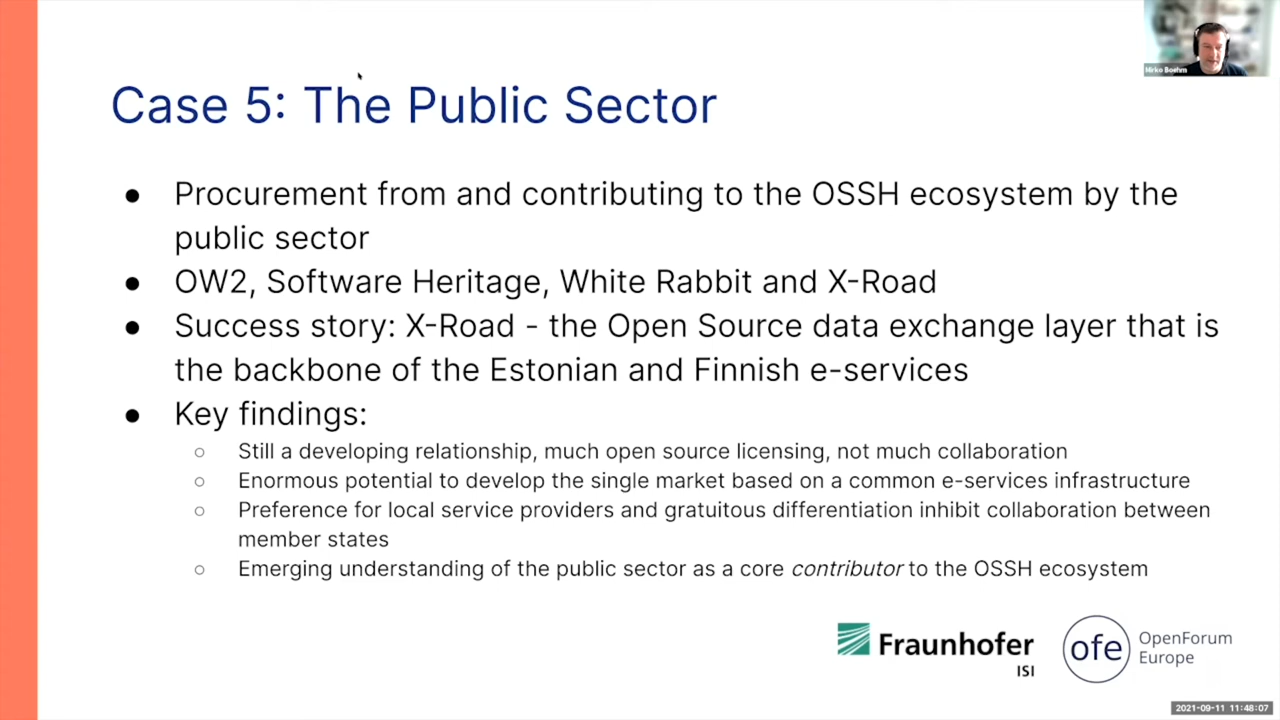 Mirko Boehm
Case 5: The Public Sector
● Procurement from and contributing to the OSSH ecosystem by the
public sector
● OW2, Software Heritage, White Rabbit and X-Road
● Success story: X-Road - the Open Source data exchange layer that is
the backbone of the Estonian and Finnish e-services
● Key findings:
○ Still a developing relationship, much open source licensing, not much collaboration
○ Enormous potential to develop the single market based on a common e-services infrastructure
○ Preference for local service providers and gratuitous differentiation inhibit collaboration between
member states
○ Emerging understanding of the public sector as a core contributor to the OSSH ecosystem
Fraunhofer
ISI
ofe
OpenForum
Europe
2021-09-11 11:48:07